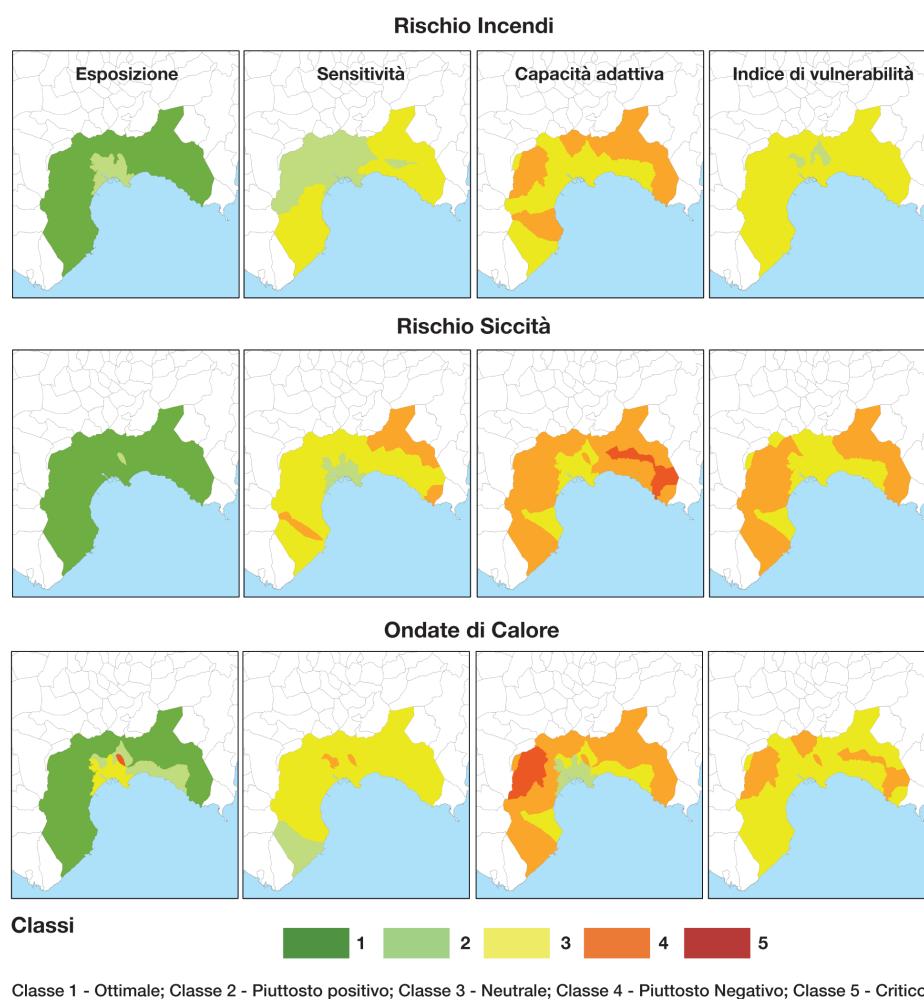 Rischio Incendi
Esposizione
Sensitività
Capacità adattiva
Indice di vulnerabilità
Rischio Siccità
Ondate di Calore
Classi
1
2
3
4
5
Classe 1 - Ottimale; Classe 2 - Piuttosto positivo; Classe 3 - Neutrale; Classe 4 - Piuttosto Negativo; Classe 5 - Critico